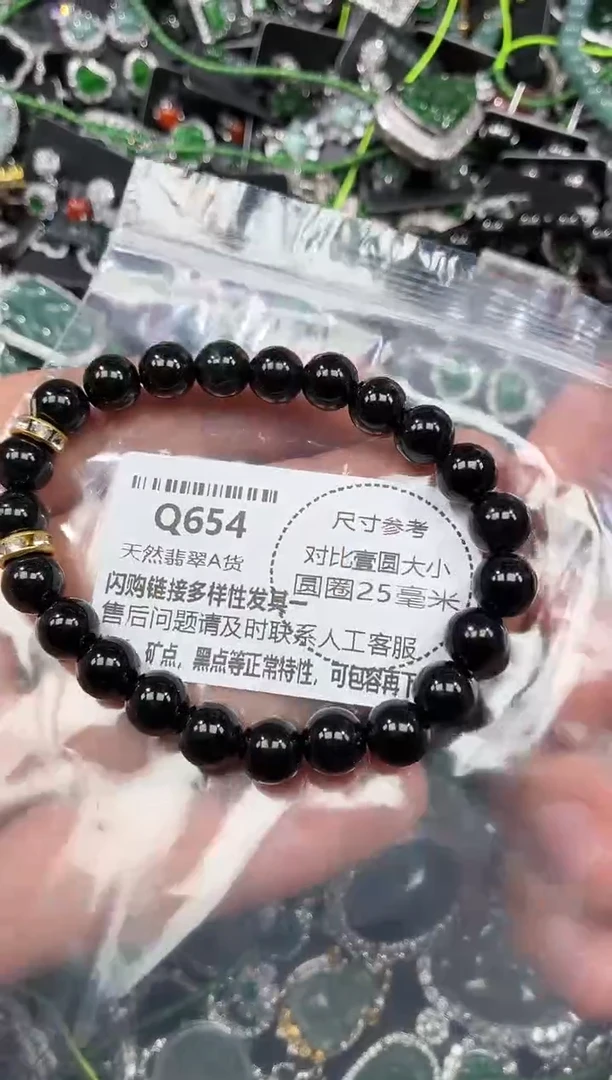 Q654
天然翡翠A货
尺寸参考
对比壹圆大小
圆圈25毫米
闪购链接多样性发其一
售后问题请及时联系人工客服
矿点，黑点等正常特性，可包容再下